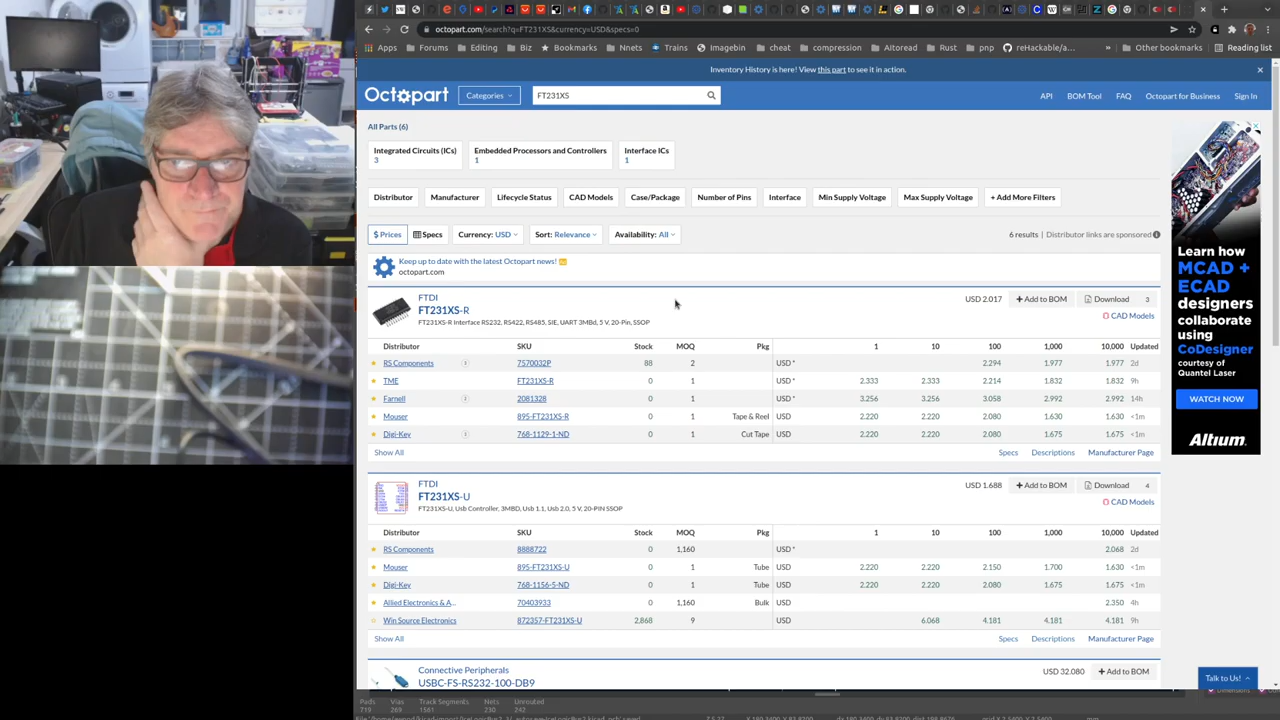 octopart.com/search?q=FT231XS&currency=USD&specs=0
Apps Forums Editing Biz Bookmarks Nnets Trains Imagebin cheat compression AItoread Rust pio remarkable/a... » Other bookmarks Reading list
Inventory History is here! View this part to see it in action.
Octopart Categories FT231XS API BOM Tool FAQ Octopart for Business Sign In
All Parts (6)
Integrated Circuits (ICs) Embedded Processors and Controllers Interface ICs
3 1 1
Distributor Manufacturer Lifecycle Status CAD Models Case/Package Number of Pins Interface Min Supply Voltage Max Supply Voltage + Add More Filters
$ Prices Specs Currency: USD Sort: Relevance Availability: All 6 results | Distributor links are sponsored
Keep up to date with the latest Octopart news!
octopart.com
FTDI
FT231XS-R USD 2.017 + Add to BOM Download 3
FT231XS-R Interface RS232, RS422, RS485, SIE, UART 3MBd, 5 V, 20-Pin, SSOP CAD Models
Distributor SKU Stock MOQ Pkg 1 10 100 1,000 10,000 Updated
RS Components 7570032P 88 2 USD * 2.294 1.977 1.977 2d
TME FT231XS-R 0 1 USD * 2.333 2.333 2.214 1.832 1.832 9h
Farnell 2081328 0 1 USD * 3.256 3.256 3.058 2.992 2.992 14h
Mouser 895-FT231XS-R 0 1 Tape & Reel USD 2.220 2.220 2.080 1.630 1.630 <1m
Digi-Key 768-1129-1-ND 0 1 Cut Tape USD 2.220 2.220 2.080 1.675 1.675 <1m
Show All Specs Descriptions Manufacturer Page
FTDI
FT231XS-U USD 1.688 + Add to BOM Download 4
FT231XS-U, Usb Controller, 3MBD, Usb 1.1, Usb 2.0, 5 V, 20-PIN SSOP CAD Models
Distributor SKU Stock MOQ Pkg 1 10 100 1,000 10,000 Updated
RS Components 8888722 0 1,160 USD * 2.068 2d
Mouser 895-FT231XS-U 0 1 Tube USD 2.220 2.220 2.150 1.700 1.630 <1m
Digi-Key 768-1156-5-ND 0 1 Tube USD 2.220 2.220 2.080 1.675 1.675 <1m
Allied Electronics & A... 70403933 0 1,160 Bulk USD 2.350 4h
Win Source Electronics 872357-FT231XS-U 2,868 9 USD 6.068 4.181 4.181 4.181 9h
Show All Specs Descriptions Manufacturer Page
Connective Peripherals
USBC-FS-RS232-100-DB9 USD 32.080 + Add to BOM
Learn how
MCAD +
ECAD
designers
collaborate
using
CoDesigner
courtesy of
Quantel Laser
WATCH NOW
Altium.
Talk to Us!
Pads Vias Track Segments Nets Unrouted
719 269 1581 230 242